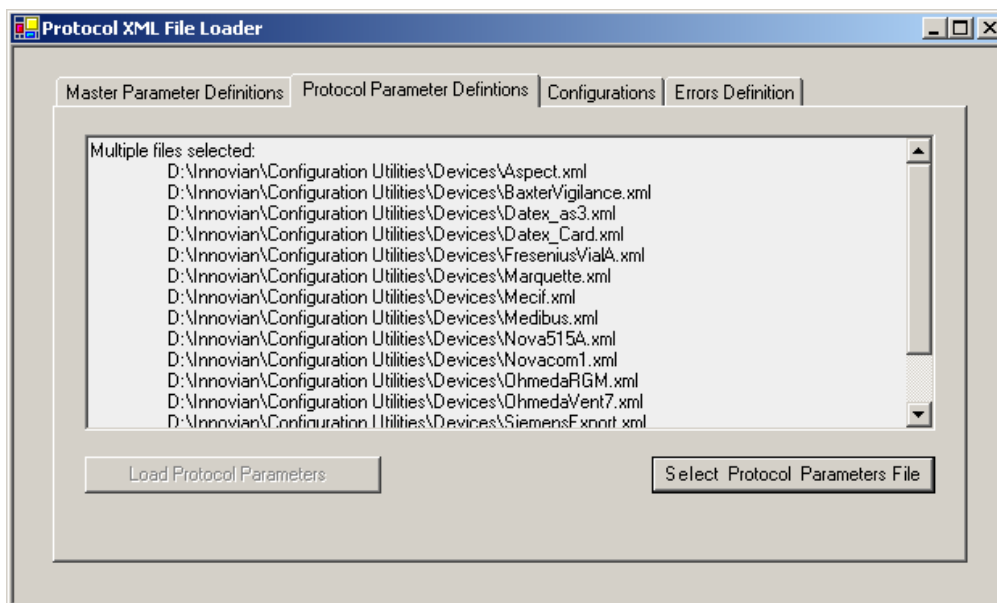 Protocol XML File Loader
Master Parameter Definitions Protocol Parameter Defintions Configurations Errors Definition
Multiple files selected:
D:\Innovian\Configuration Utilities\Devices\Aspect.xml
D:\Innovian\Configuration Utilities\Devices\BaxterVigilance.xml
D:\Innovian\Configuration Utilities\Devices\Datex_as3.xml
D:\Innovian\Configuration Utilities\Devices\Datex_Card.xml
D:\Innovian\Configuration Utilities\Devices\FreseniusVialA.xml
D:\Innovian\Configuration Utilities\Devices\Marquette.xml
D:\Innovian\Configuration Utilities\Devices\Mecif.xml
D:\Innovian\Configuration Utilities\Devices\Medibus.xml
D:\Innovian\Configuration Utilities\Devices\Nova515A.xml
D:\Innovian\Configuration Utilities\Devices\Novacom1.xml
D:\Innovian\Configuration Utilities\Devices\OhmedaRGM.xml
D:\Innovian\Configuration Utilities\Devices\OhmedaVent7.xml
D:\Innovian\Configuration Utilities\Devices\SiemensExport.xml
Load Protocol Parameters Select Protocol Parameters File